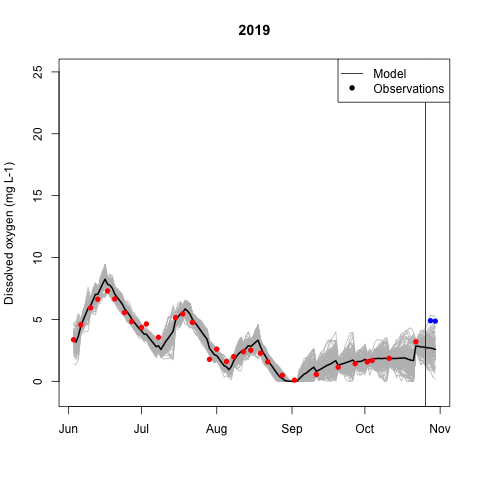 2019
Model
Observations
Dissolved oxygen (mg L-1)
25
20
15
10
5
0
Jun Jul Aug Sep Oct Nov